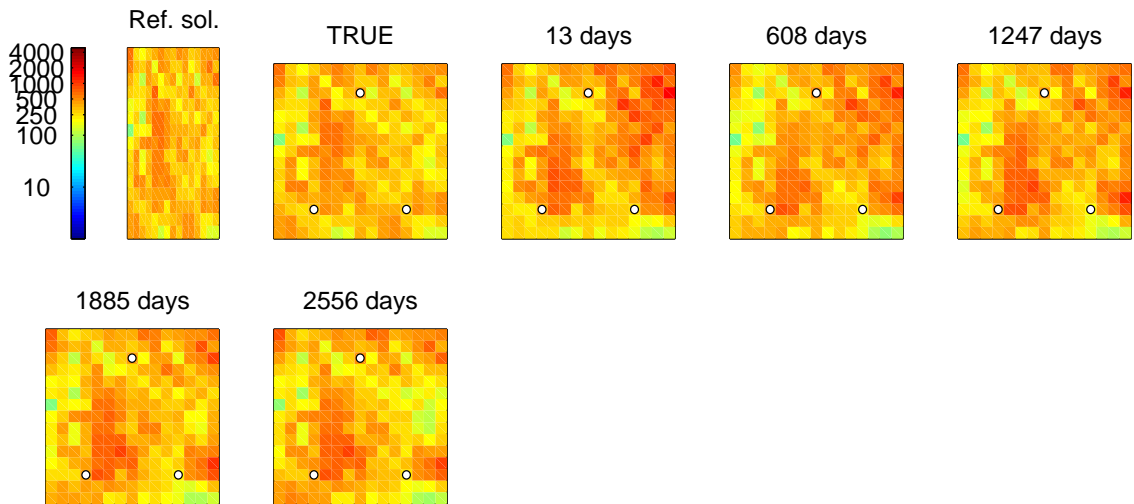 Ref. sol.
TRUE
13 days
608 days
1247 days
4000
2000
1000
500
250
100
10
1885 days
2556 days